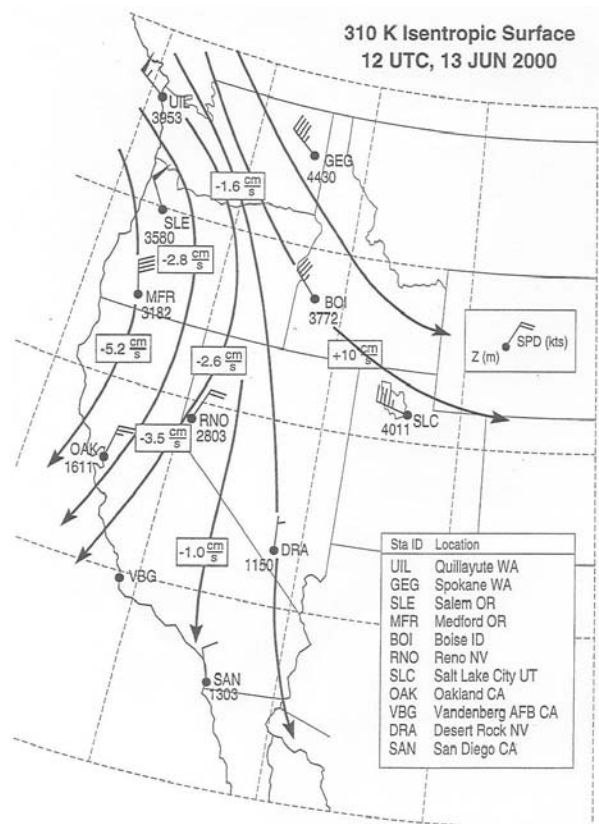 310 K Isentropic Surface
12 UTC, 13 JUN 2000
UIL
3953
GEG
4430
-1.6 cm/s
SLE
3580
-2.8 cm/s
MFR
3182
BOI
3772
SPD (kts)
Z (m)
-5.2 cm/s
-2.6 cm/s
+10 cm/s
RNO
2803
SLC
4011
-3.5 cm/s
OAK
1611
-1.0 cm/s
DRA
1150
VBG
SAN
1303
Sta ID Location
UIL Quillayute WA
GEG Spokane WA
SLE Salem OR
MFR Medford OR
BOI Boise ID
RNO Reno NV
SLC Salt Lake City UT
OAK Oakland CA
VBG Vandenberg AFB CA
DRA Desert Rock NV
SAN San Diego CA